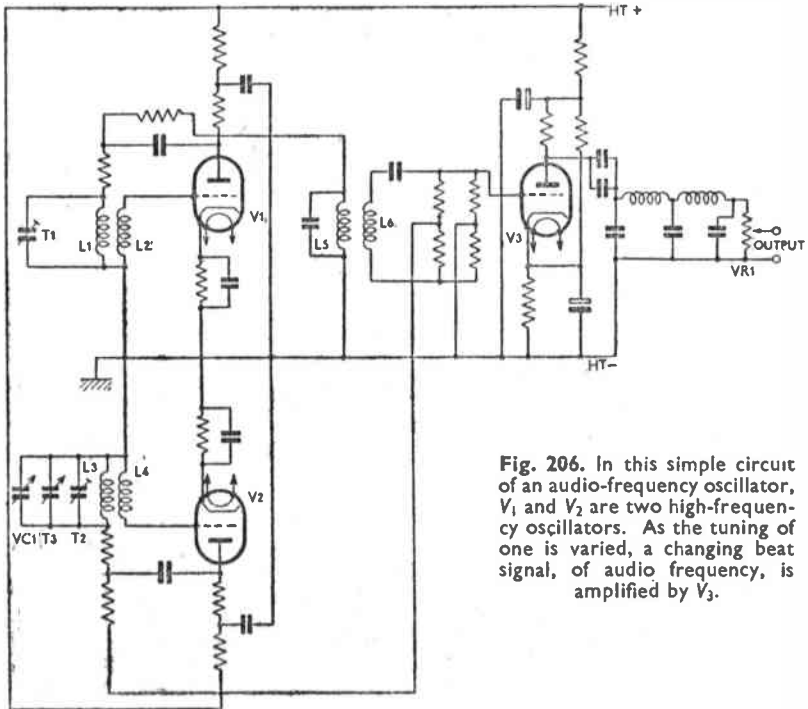 HT +
T1
L1
L2
V1
L5
L6
V3
OUTPUT
VR1
HT-
L3
L4
V2
VC1 T3 T2
Fig. 206. In this simple circuit
of an audio-frequency oscillator,
V1 and V2 are two high-frequen-
cy oscillators. As the tuning of
one is varied, a changing beat
signal, of audio frequency, is
amplified by V3.